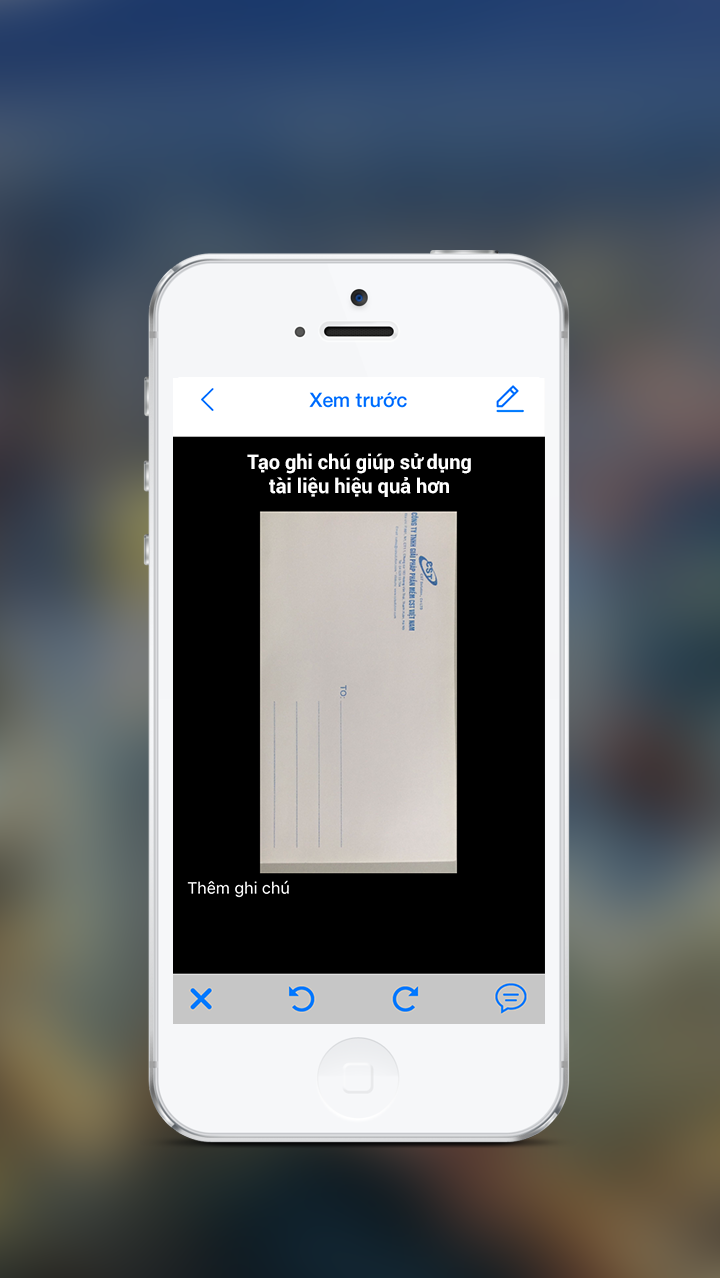 Xem trước
Tạo ghi chú giúp sử dụng
tài liệu hiệu quả hơn
CÔNG TY TNHH GIẢI PHÁP PHẦN MỀM CST VIỆT NAM
CST
TO:
Thêm ghi chú